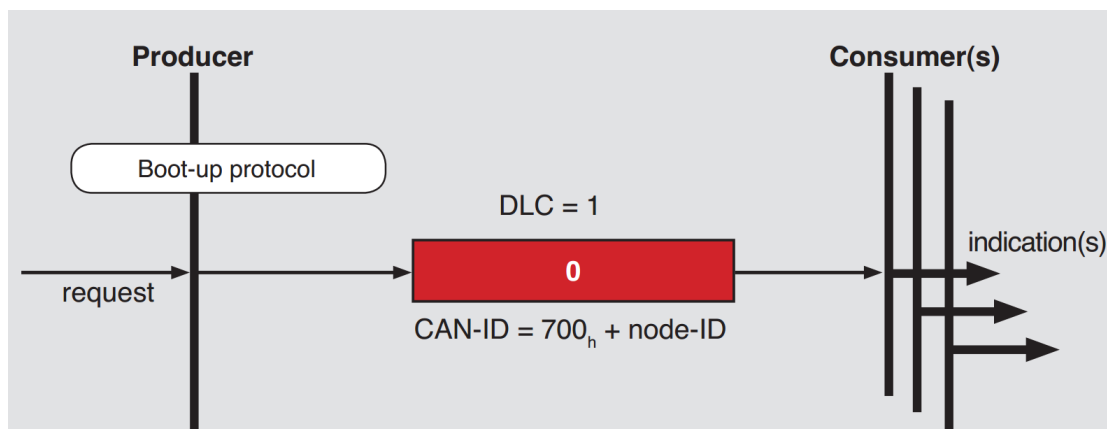 Producer
Consumer(s)
Boot-up protocol
DLC = 1
0
request
indication(s)
CAN-ID = 700h + node-ID